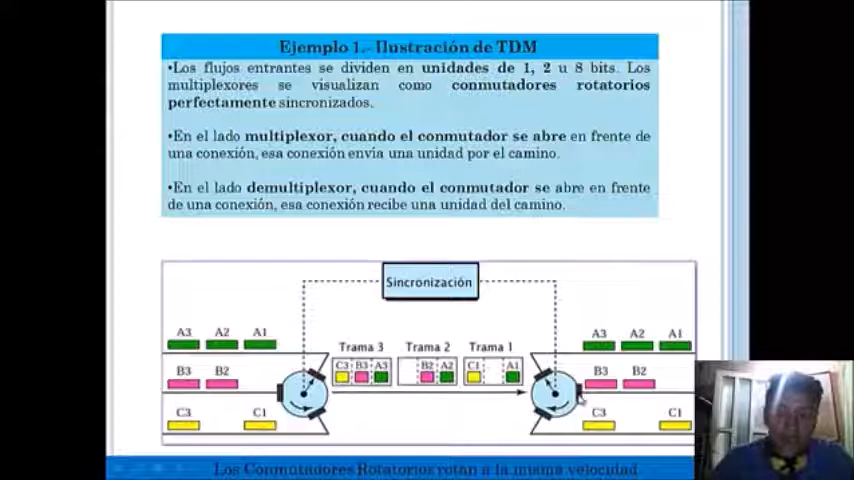 Ejemplo 1.- Ilustración de TDM
•Los flujos entrantes se dividen en unidades de 1, 2 u 8 bits. Los
multiplexores se visualizan como conmutadores rotatorios
perfectamente sincronizados.
•En el lado multiplexor, cuando el conmutador se abre en frente de
una conexión, esa conexión envía una unidad por el camino.
•En el lado demultiplexor, cuando el conmutador se abre en frente
de una conexión, esa conexión recibe una unidad del camino.
Sincronización
A3 A2 A1
Trama 3 Trama 2 Trama 1
A3 A2 A1
C3 B3 A3 B2 A2 C1 A1
B3 B2
B3 B2
C3 C1
C3 C1
Los Conmutadores Rotatorios rotan a la misma velocidad